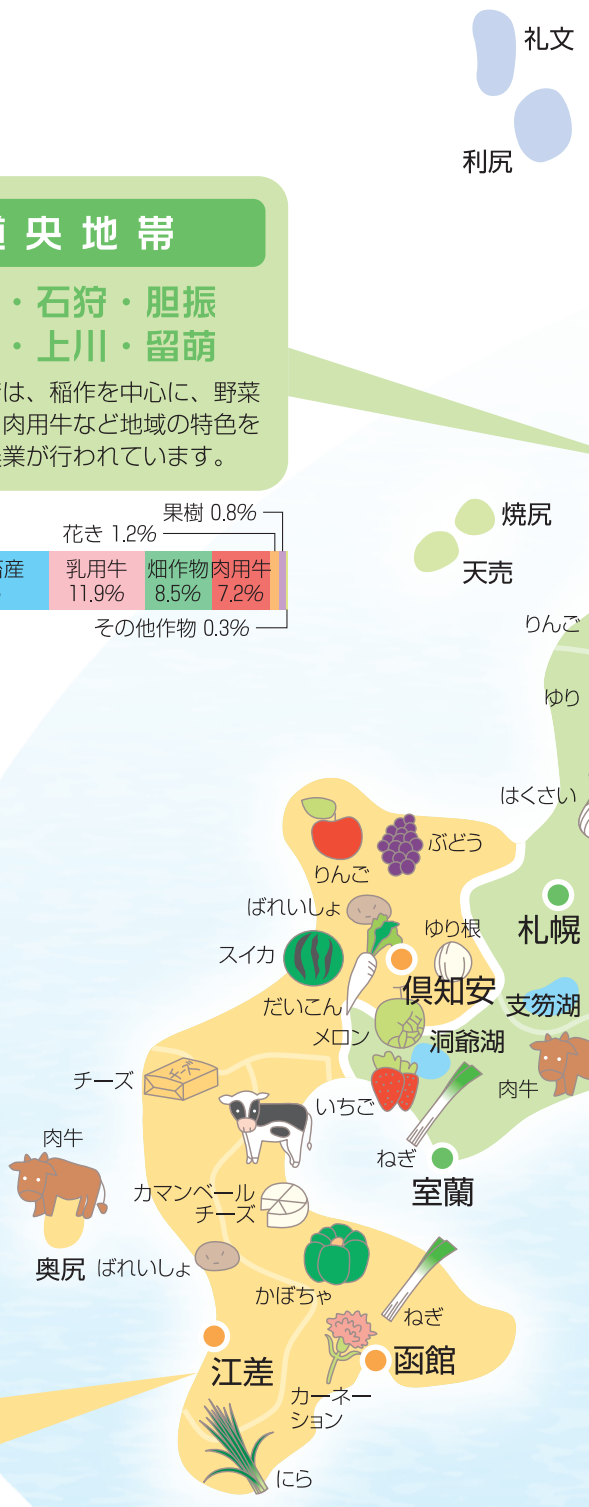 礼文
利尻
央地帯
・石狩・胆振
・上川・留萌
は、稲作を中心に、野菜
肉用牛など地域の特色を
業が行われています。
果樹 0.8%
花き 1.2%
産
乳用牛
11.9%
畑作物
8.5%
肉用牛
7.2%
その他作物 0.3%
焼尻
天売
りんご
ゆり
はくさい
ぶどう
りんご
ばれいしょ
ゆり根
札幌
スイカ
倶知安
支笏湖
だいこん
メロン
洞爺湖
チーズ
チーズ
肉牛
いちご
肉牛
ねぎ
室蘭
カマンベール
チーズ
奥尻
ばれいしょ
かぼちゃ
ねぎ
江差
函館
カーネー
ション
にら